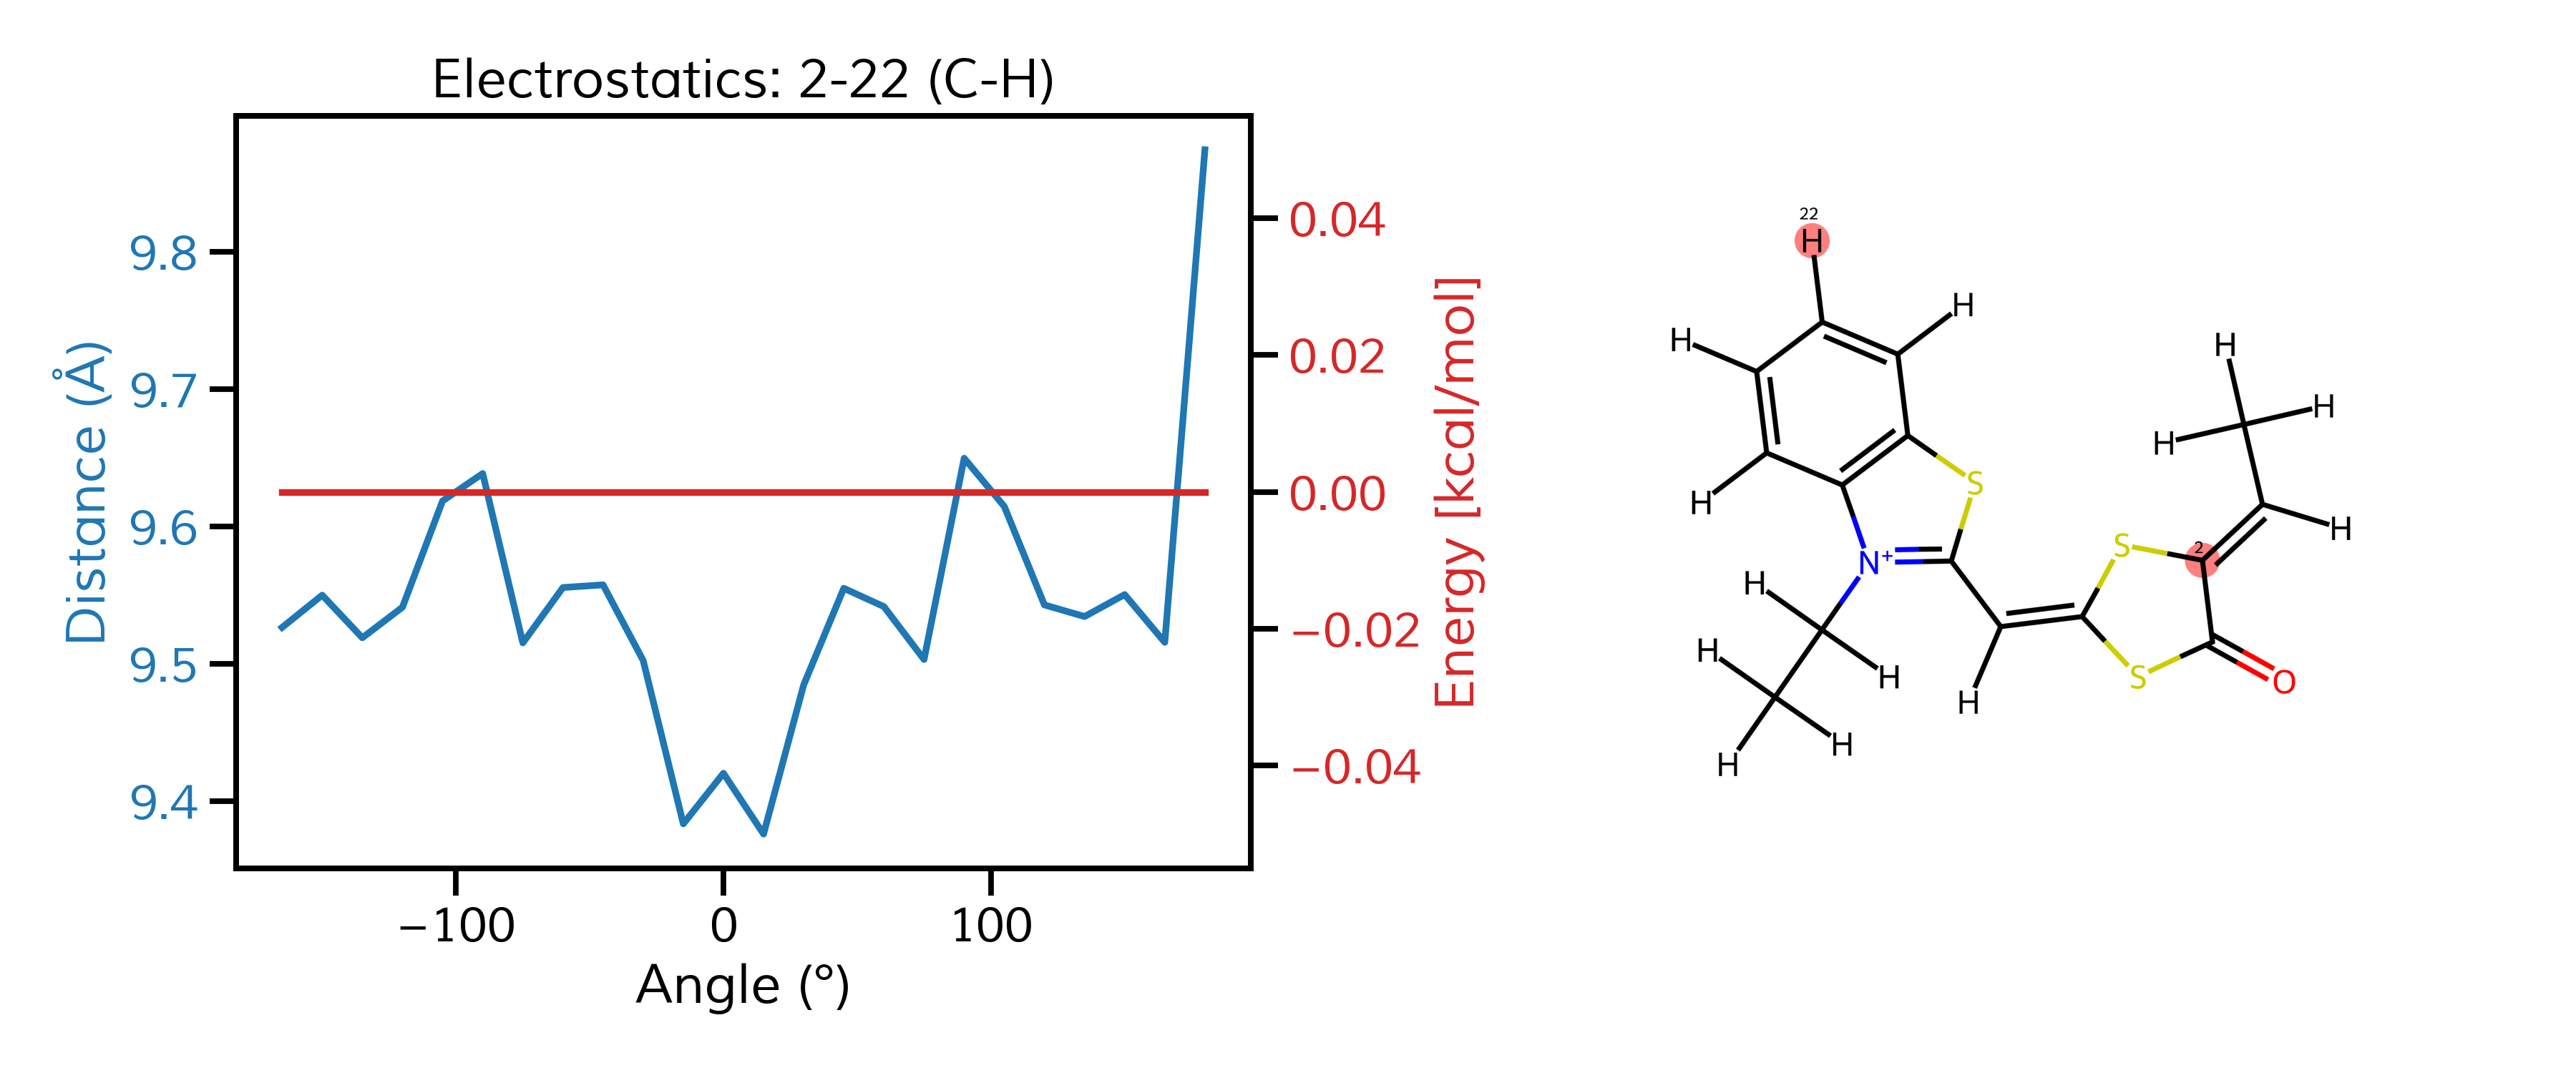 Electrostatics: 2-22 (C-H)
Distance (Å)
9.8
9.7
9.6
9.5
9.4
−100
0
100
Angle (°)
0.04
0.02
0.00
−0.02
−0.04
Energy [kcal/mol]
22
H
H
H
H
H
H
H
S
H
2
S
H
N+
H
H
H
S
H
O
H
H